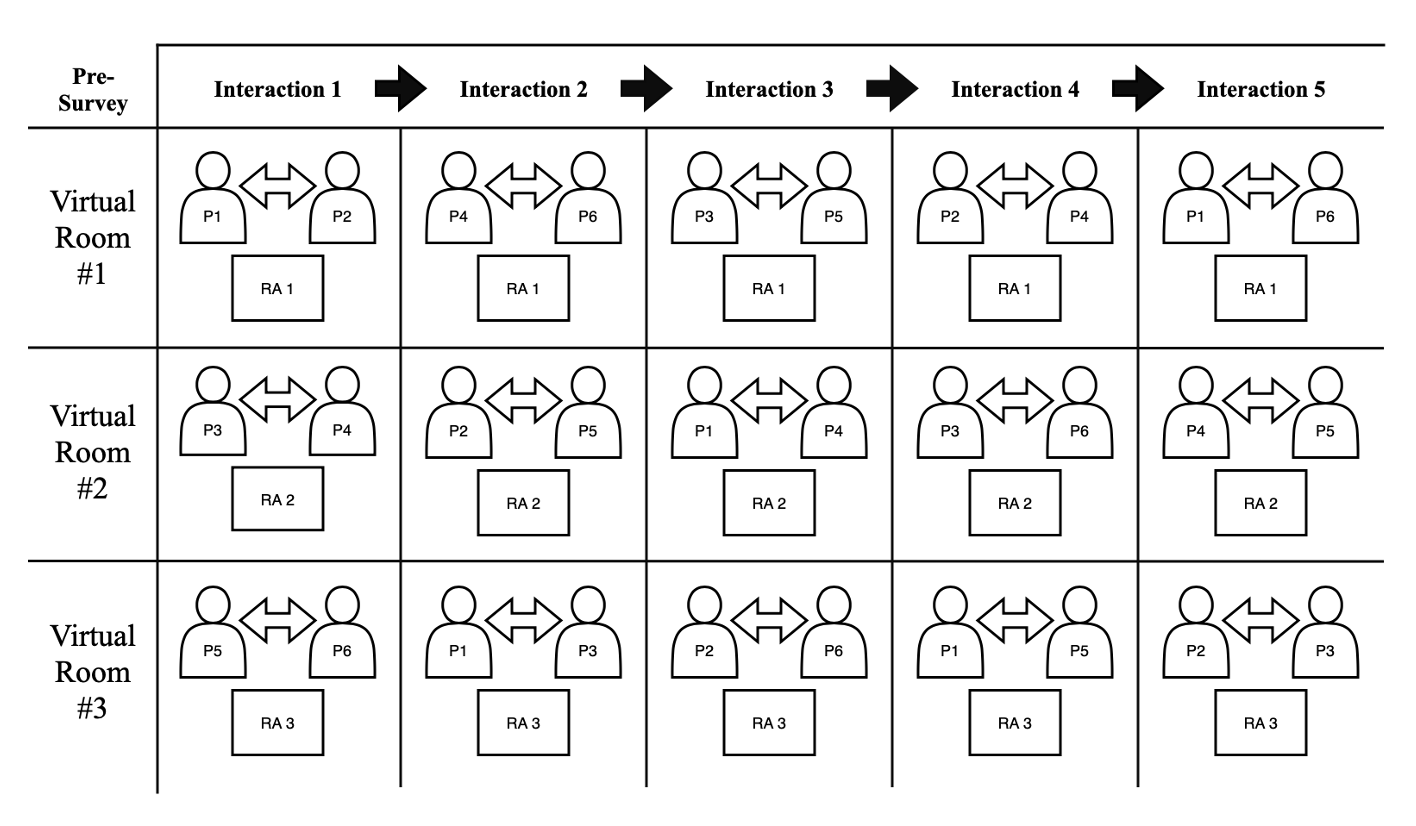 Pre-
Survey
Interaction 1
Interaction 2
Interaction 3
Interaction 4
Interaction 5
Virtual
Room
#1
P1 P2
RA 1
P4 P6
RA 1
P3 P5
RA 1
P2 P4
RA 1
P1 P6
RA 1
Virtual
Room
#2
P3 P4
RA 2
P2 P5
RA 2
P1 P4
RA 2
P3 P6
RA 2
P4 P5
RA 2
Virtual
Room
#3
P5 P6
RA 3
P1 P3
RA 3
P2 P6
RA 3
P1 P5
RA 3
P2 P3
RA 3